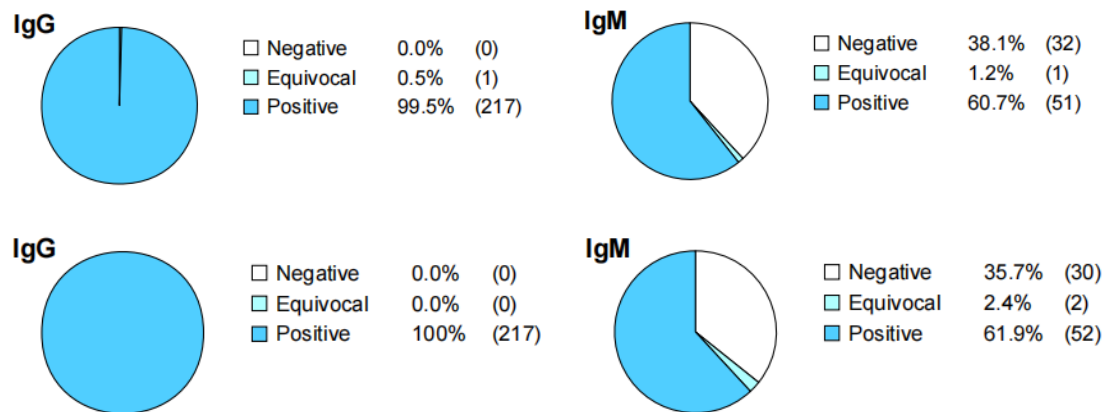 IgG
Negative 0.0% (0)
Equivocal 0.5% (1)
Positive 99.5% (217)
IgM
Negative 38.1% (32)
Equivocal 1.2% (1)
Positive 60.7% (51)
IgG
Negative 0.0% (0)
Equivocal 0.0% (0)
Positive 100% (217)
IgM
Negative 35.7% (30)
Equivocal 2.4% (2)
Positive 61.9% (52)